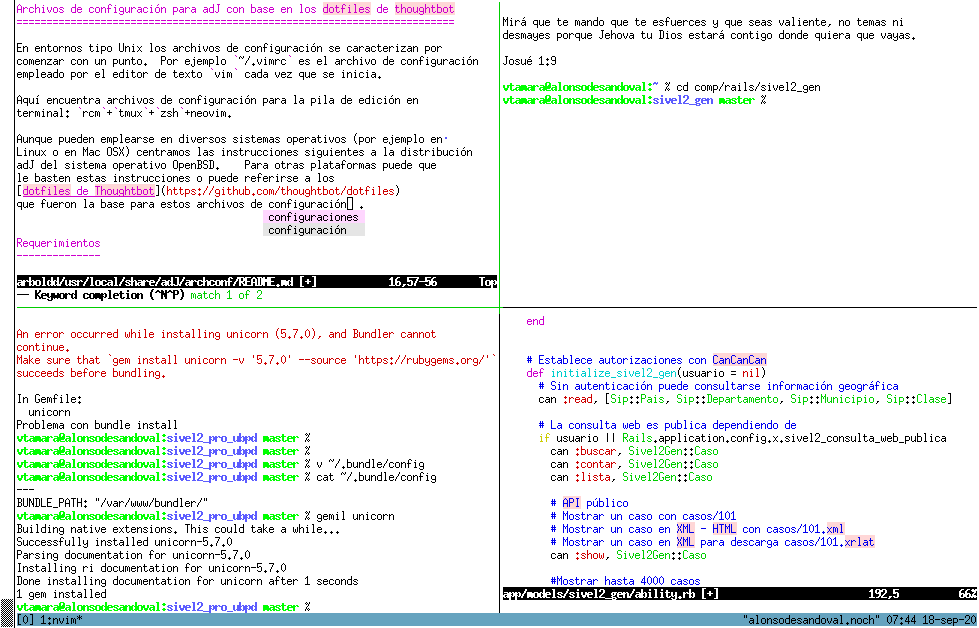 Archivos de configuración para adJ con base en los dotfiles de thoughtbot
=========================================================================
En entornos tipo Unix los archivos de configuración se caracterizan por
comenzar con un punto.  Por ejemplo `~/.vimrc` es el archivo de configuración
empleado por el editor de texto `vim` cada vez que se inicia.
Aquí encuentra archivos de configuración para la pila de edición en
terminal: `rcm`+`tmux`+`zsh`+neovim.
Aunque pueden emplearse en diversos sistemas operativos (por ejemplo en·
Linux o en Mac OSX) centramos las instrucciones siguientes a la distribución
adJ del sistema operativo OpenBSD.    Para otras plataformas puede que
le basten estas instrucciones o puede referirse a los
[dotfiles de Thoughtbot](https://github.com/thoughtbot/dotfiles)
que fueron la base para estos archivos de configuración .
configuraciones
configuración
Requerimientos
--------------
arboldd/usr/local/share/adJ/archconf/README.md [+] 16,57-56 Top
-- Keyword completion (^N^P) match 1 of 2
Mirá que te mando que te esfuerces y que seas valiente, no temas ni
desmayes porque Jehova tu Dios estará contigo donde quiera que vayas.
Josué 1:9
vtamara@alonsodesandoval:~ % cd comp/rails/sivel2_gen
vtamara@alonsodesandoval:sivel2_gen master %
An error occurred while installing unicorn (5.7.0), and Bundler cannot
continue.
Make sure that `gem install unicorn -v '5.7.0' --source 'https://rubygems.org/'`
succeeds before bundling.
In Gemfile:
unicorn
Problema con bundle install
vtamara@alonsodesandoval:sivel2_pro_ubpd master %
vtamara@alonsodesandoval:sivel2_pro_ubpd master %
vtamara@alonsodesandoval:sivel2_pro_ubpd master % v ~/.bundle/config
vtamara@alonsodesandoval:sivel2_pro_ubpd master % cat ~/.bundle/config
---
BUNDLE_PATH: "/var/www/bundler/"
vtamara@alonsodesandoval:sivel2_pro_ubpd master % gemil unicorn
Building native extensions. This could take a while...
Successfully installed unicorn-5.7.0
Parsing documentation for unicorn-5.7.0
Installing ri documentation for unicorn-5.7.0
Done installing documentation for unicorn after 1 seconds
1 gem installed
vtamara@alonsodesandoval:sivel2_pro_ubpd master %
end
# Establece autorizaciones con CanCanCan
def initialize_sivel2_gen(usuario = nil)
# Sin autenticación puede consultarse información geográfica
can :read, [Sip::Pais, Sip::Departamento, Sip::Municipio, Sip::Clase]
# La consulta web es publica dependiendo de
if usuario || Rails.application.config.x.sivel2_consulta_web_publica
can :buscar, Sivel2Gen::Caso
can :contar, Sivel2Gen::Caso
can :lista, Sivel2Gen::Caso
# API público
# Mostrar un caso con casos/101
# Mostrar un caso en XML - HTML con casos/101.xml
# Mostrar un caso en XML para descarga casos/101.xrlat
can :show, Sivel2Gen::Caso
#Mostrar hasta 4000 casos
app/models/sivel2_gen/ability.rb [+] 192,5 66%
[0] 1:nvim* "alonsodesandoval.noch" 07:44 18-sep-20